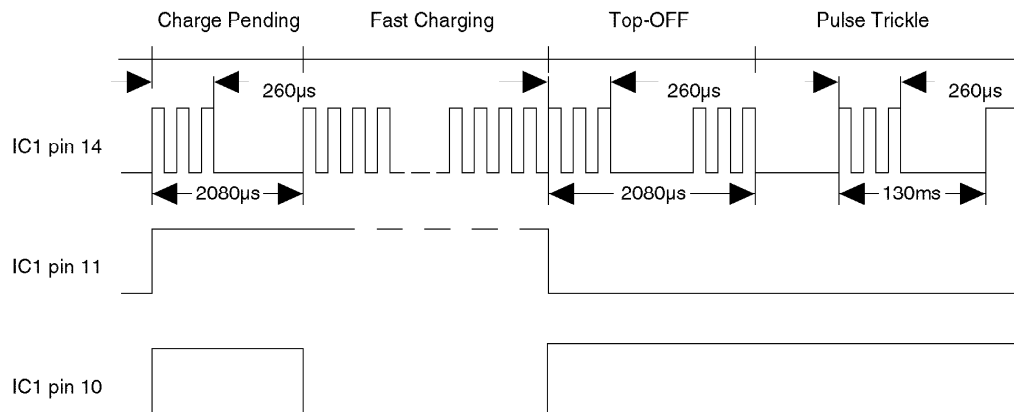 Charge Pending Fast Charging Top-OFF Pulse Trickle
260µs 260µs 260µs
IC1 pin 14
2080µs 2080µs 130ms
IC1 pin 11
IC1 pin 10